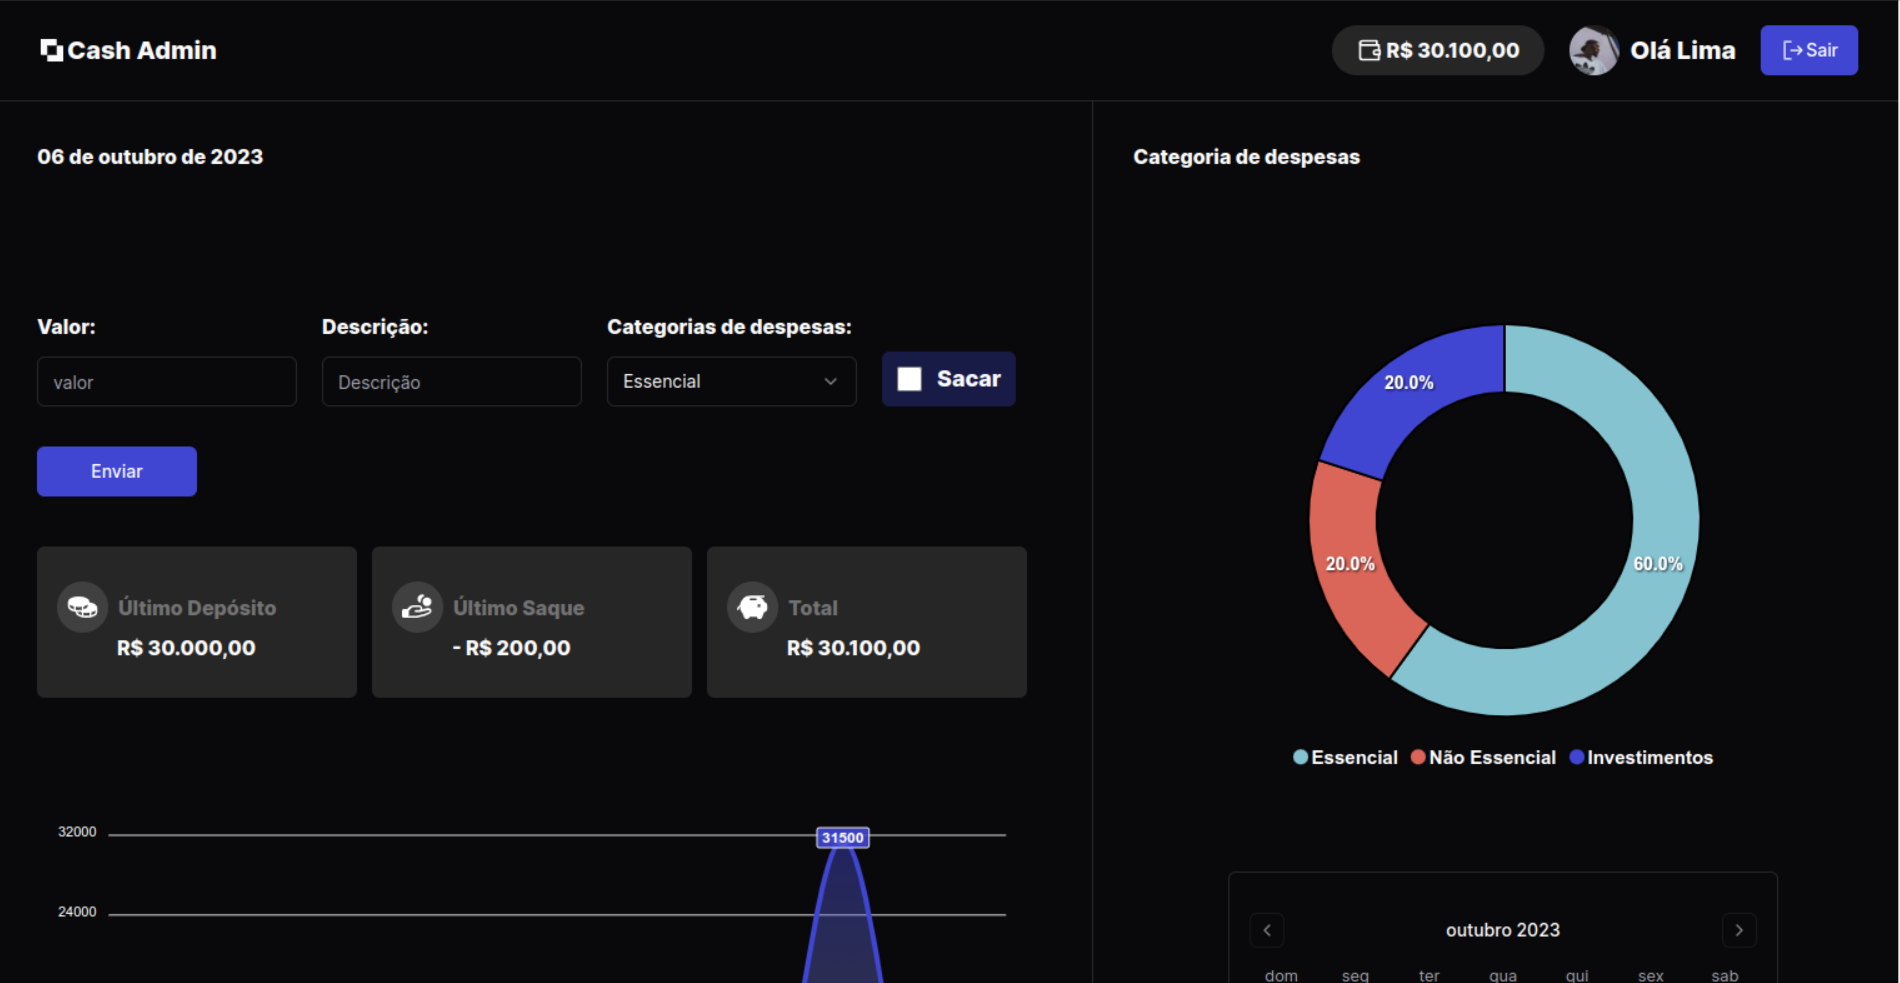 Cash Admin
R$ 30.100,00
Olá Lima
Sair
06 de outubro de 2023
Valor:
Descrição:
Categorias de despesas:
valor
Descrição
Essencial
Sacar
Enviar
Último Depósito
R$ 30.000,00
Último Saque
- R$ 200,00
Total
R$ 30.100,00
32000
31500
24000
Categoria de despesas
20.0%
20.0%
60.0%
Essencial Não Essencial Investimentos
outubro 2023
dom seg ter qua qui sex sab